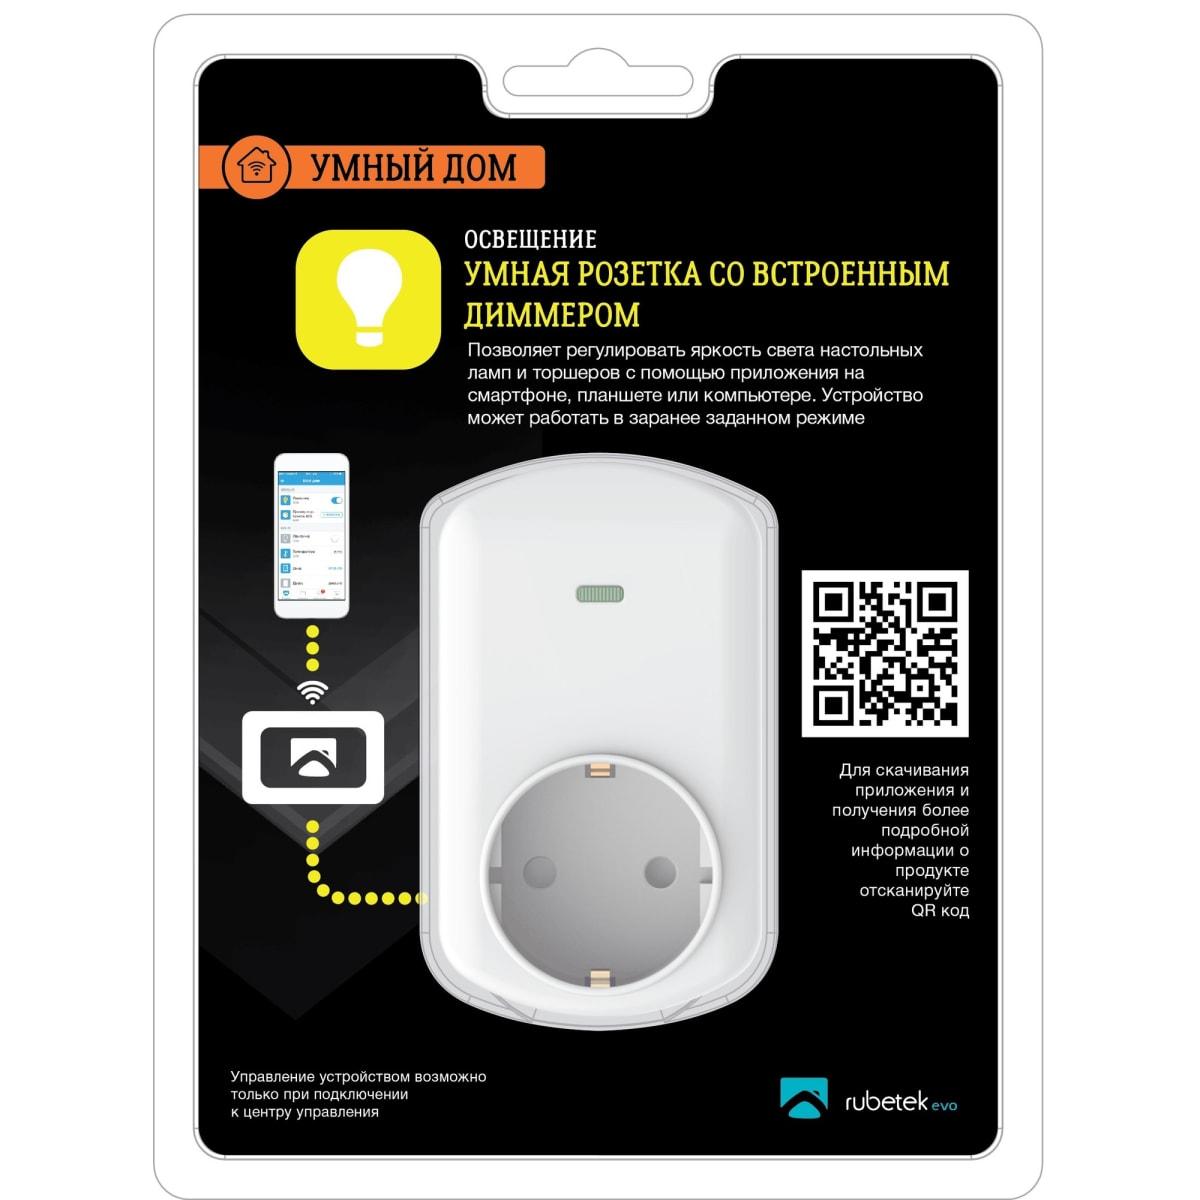 УМНЫЙ ДОМ
ОСВЕЩЕНИЕ
УМНАЯ РОЗЕТКА СО ВСТРОЕННЫМ
ДИММЕРОМ
Позволяет регулировать яркость света настольных
ламп и торшеров с помощью приложения на
смартфоне, планшете или компьютере. Устройство
может работать в заранее заданном режиме
Для скачивания
приложения и
получения более
подробной
информации о
продукте
отсканируйте
QR код
Управление устройством возможно
только при подключении
к центру управления
rubetek evo